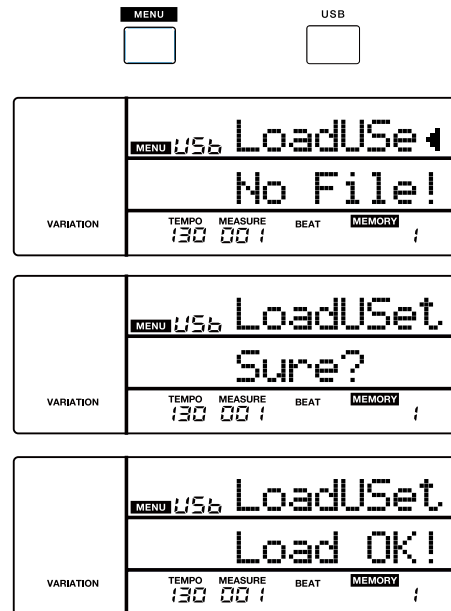 MENU USB
MENU USb LoadUSe
No File!
VARIATION TEMPO MEASURE BEAT MEMORY
130 001 1
MENU USb LoadUSet
Sure?
VARIATION TEMPO MEASURE BEAT MEMORY
130 001 1
MENU USb LoadUSet
Load OK!
VARIATION TEMPO MEASURE BEAT MEMORY
130 001 1